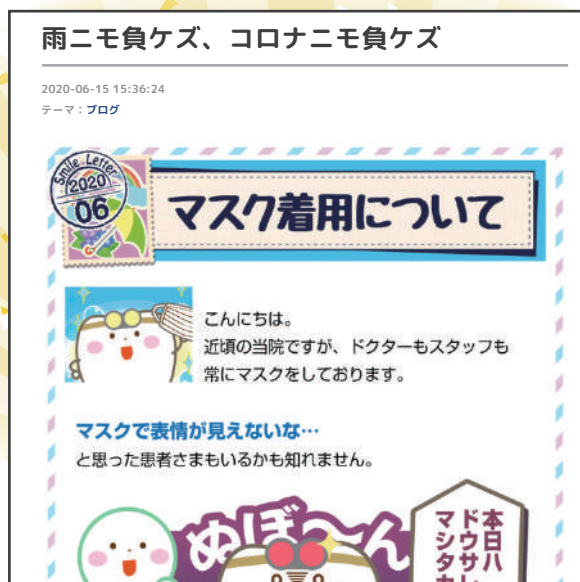 雨ニモ負ケズ、コロナニモ負ケズ
2020-06-15 15:36:24
テーマ：ブログ
Smile Letter
2020
06
マスク着用について
こんにちは。
近頃の当院ですが、ドクターもスタッフも
常にマスクをしております。
マスクで表情が見えないな…
と思った患者さまもいるかも知れません。
ぬぼ〜ん
本日ハ
ドウサレ
マシタカ